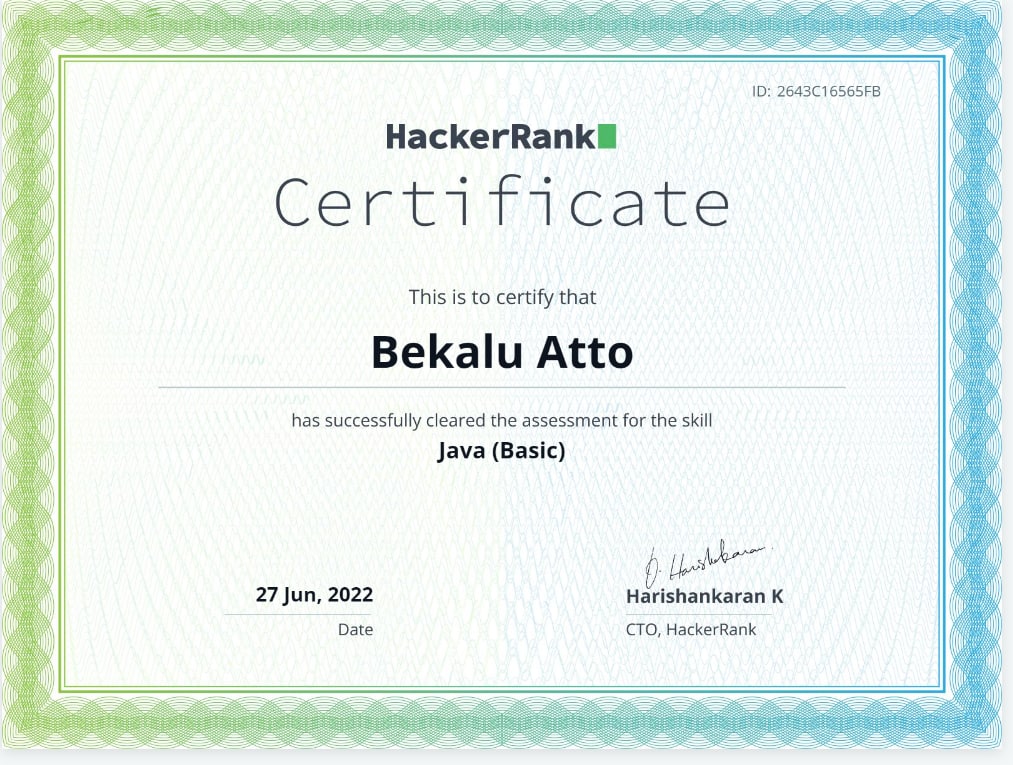 ID: 2643C16565FB
HackerRank
Certificate
This is to certify that
Bekalu Atto
has successfully cleared the assessment for the skill
Java (Basic)
27 Jun, 2022
Date
Harishankaran K
CTO, HackerRank